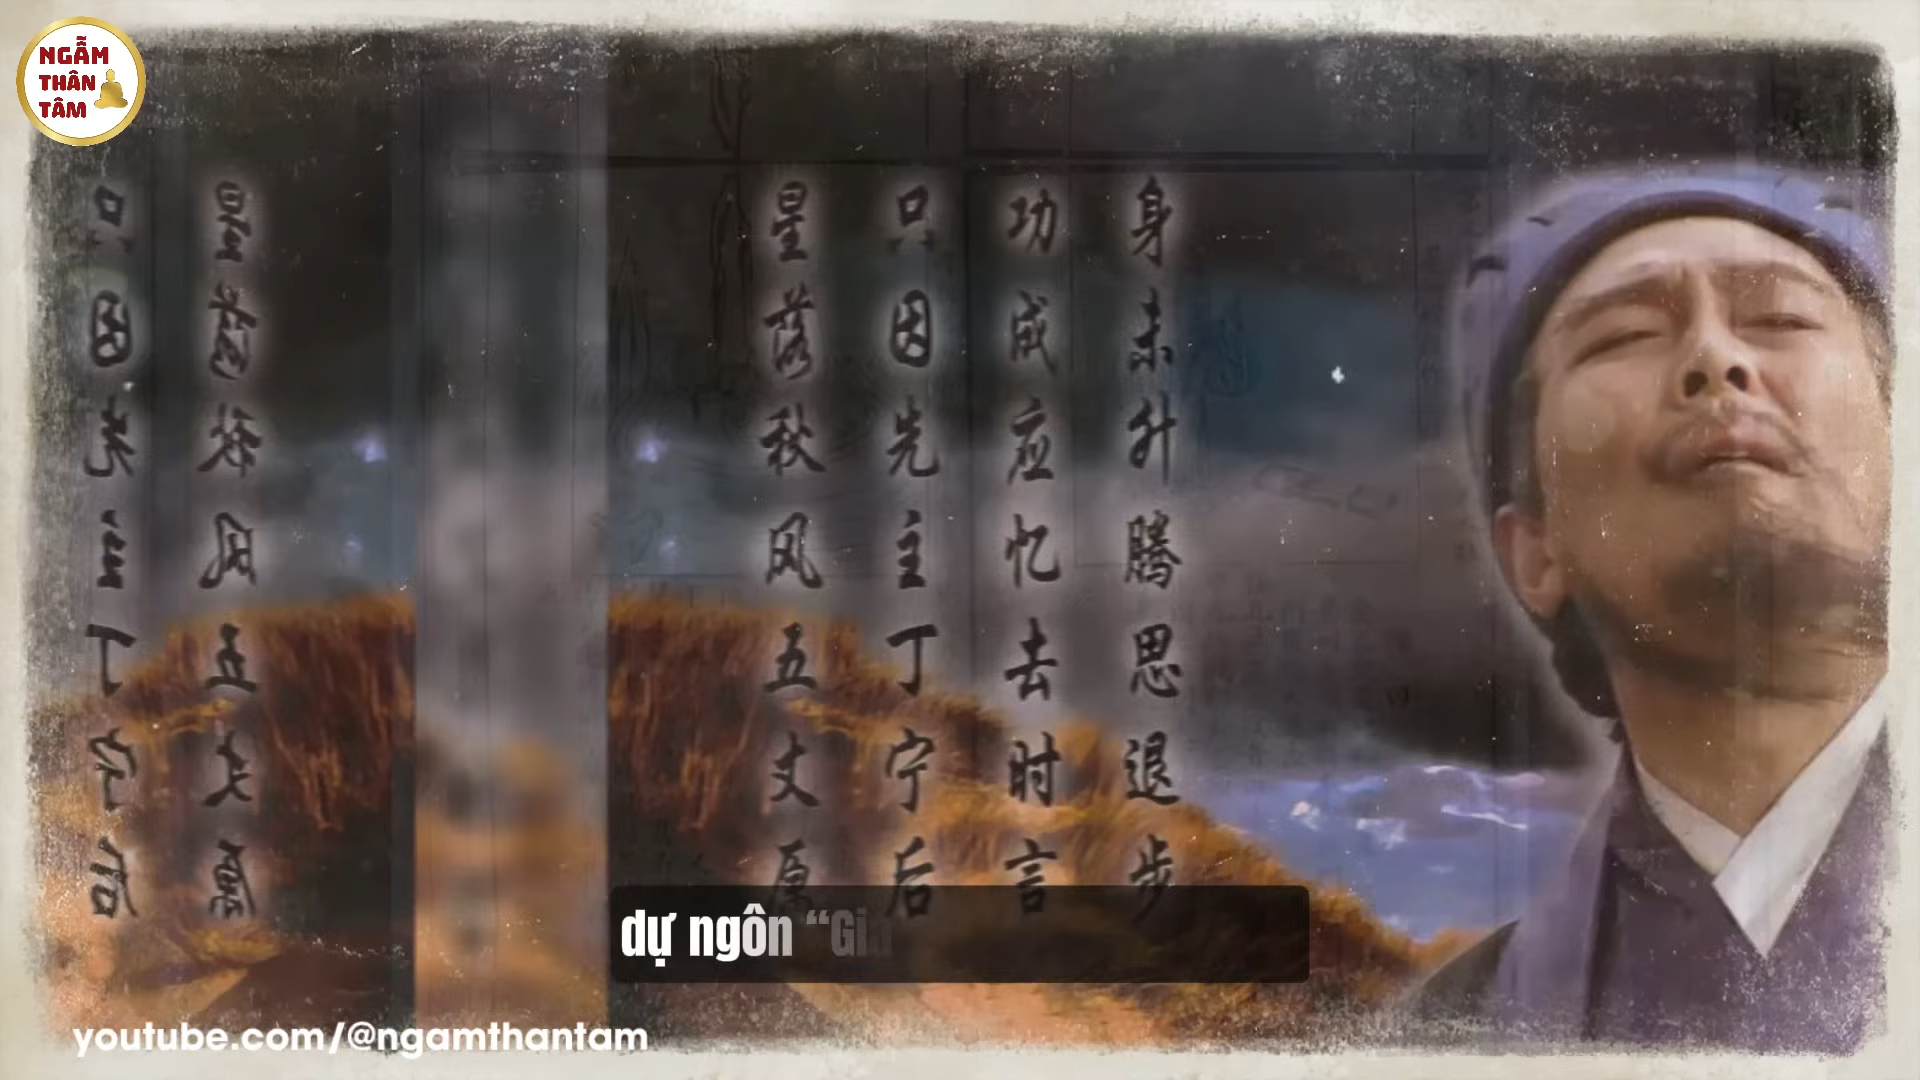 NGẪM
THÂN
TÂM
身未升腾思退步
功成应忆去时言
只因先主丁宁后
星落秋风五丈原
星落秋风五丈原
只因先主丁宁后
dự ngôn “Gia
youtube.com/@ngamthantam